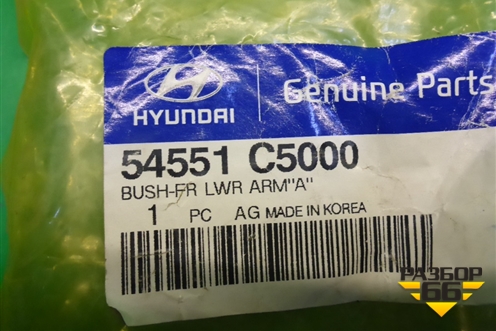 HYUNDAI
Genuine Parts
54551 C5000
BUSH-FR LWR ARM"A"
1 PC AG MADE IN KOREA
РАЗБОР
66